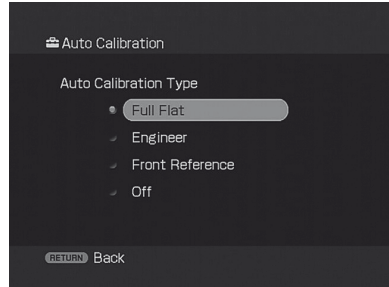 Auto Calibration
Auto Calibration Type
Full Flat
Engineer
Front Reference
Off
RETURN Back